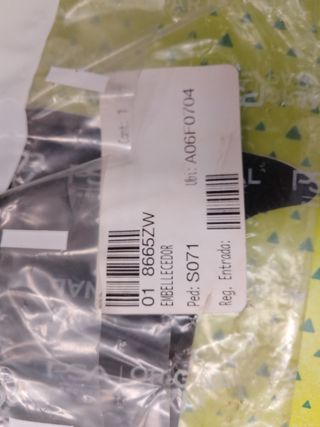 01 8665ZW
EMBELLECEDOR
Cant: 1
Ped: S071
Ubi: A06F0704
Reg. Entrada: